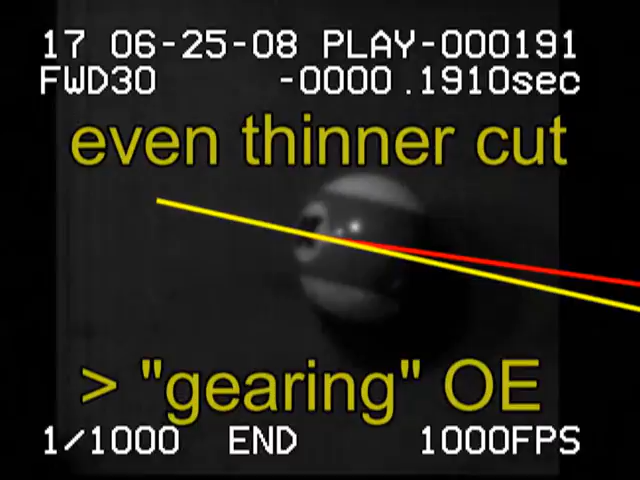 17 06-25-08 PLAY-000191
FWD30 -0000.1910sec
even thinner cut
> "gearing" OE
1/1000 END 1000FPS